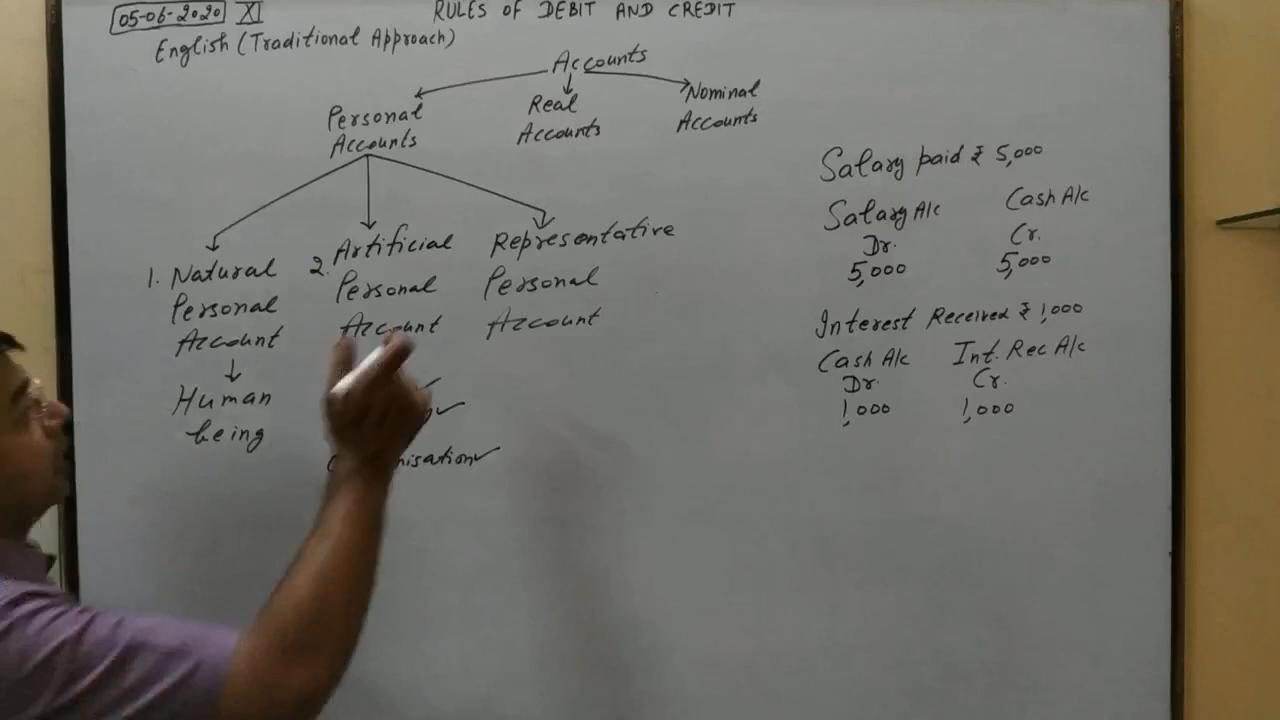 05-06-2020 XI RULES OF DEBIT AND CREDIT
English (Traditional Approach)
Accounts
Personal Accounts
Real Accounts
Nominal Accounts
1. Natural
Personal
Account
Human
being
2. Artificial
Personal
Account
Representative
Personal
Account
Salary paid ₹ 5,000
Salary A/c Cash A/c
Dr. Cr.
5,000 5,000
Interest Received ₹ 1,000
Cash A/c Int. Rec A/c
Dr. Cr.
1,000 1,000